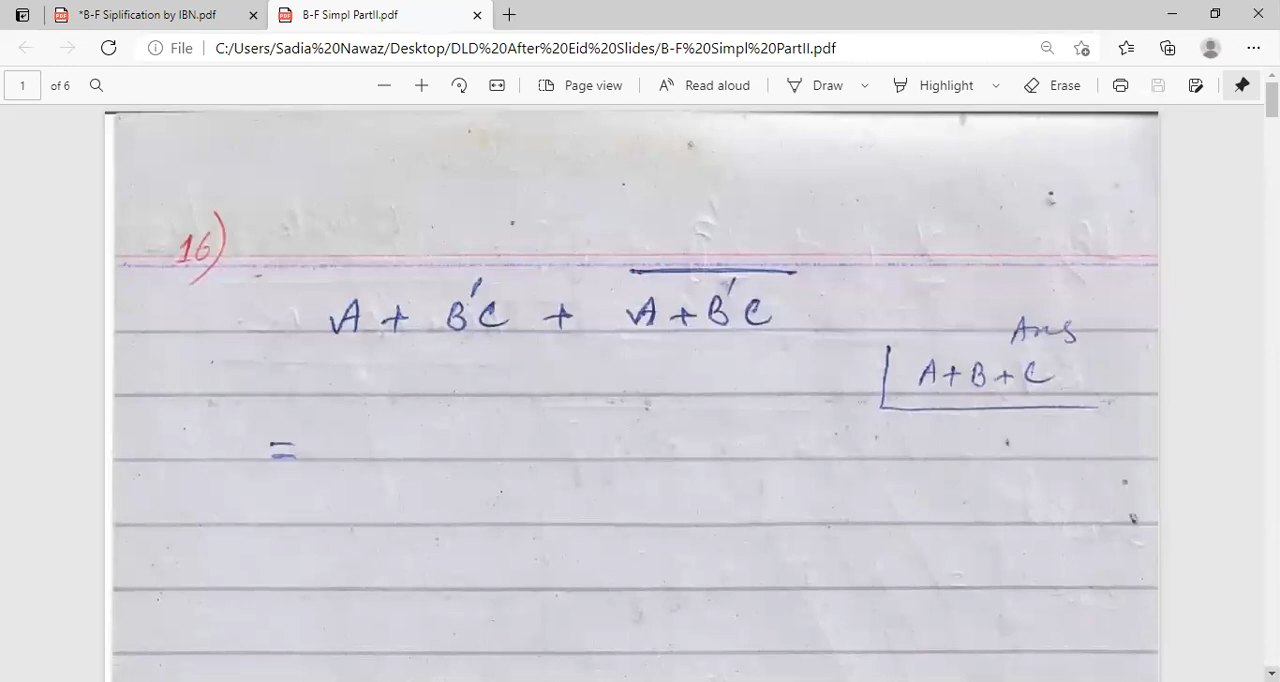 *B-F Siplification by IBN.pdf
B-F Simpl PartII.pdf
File
C:/Users/Sadia%20Nawaz/Desktop/DLD%20After%20Eid%20Slides/B-F%20Simpl%20PartII.pdf
1 of 6
Page view
Read aloud
Draw
Highlight
Erase
16)
A + B'C + \overline{A + B'C}
Ans
A + B + C
=